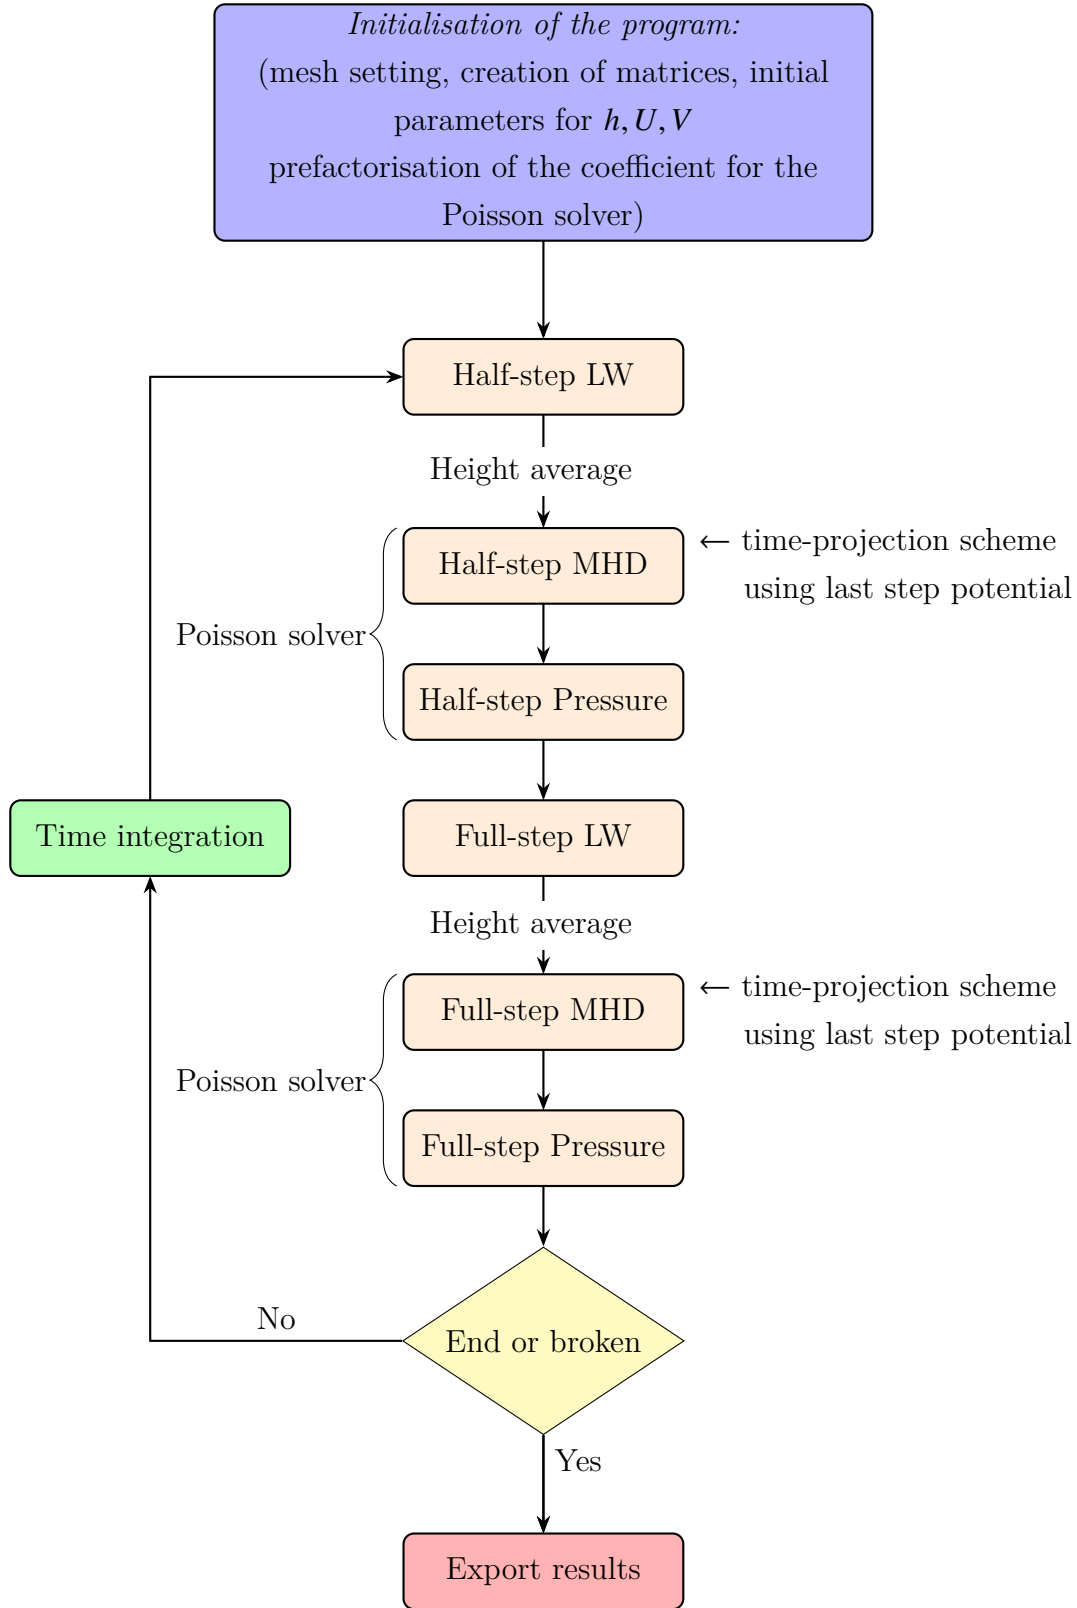 Initialisation of the program:
(mesh setting, creation of matrices, initial
parameters for h, U, V
prefactorisation of the coefficient for the
Poisson solver)
Half-step LW
Height average
Half-step MHD
← time-projection scheme
using last step potential
Poisson solver
Half-step Pressure
Time integration
Full-step LW
Height average
Full-step MHD
← time-projection scheme
using last step potential
Poisson solver
Full-step Pressure
No
End or broken
Yes
Export results